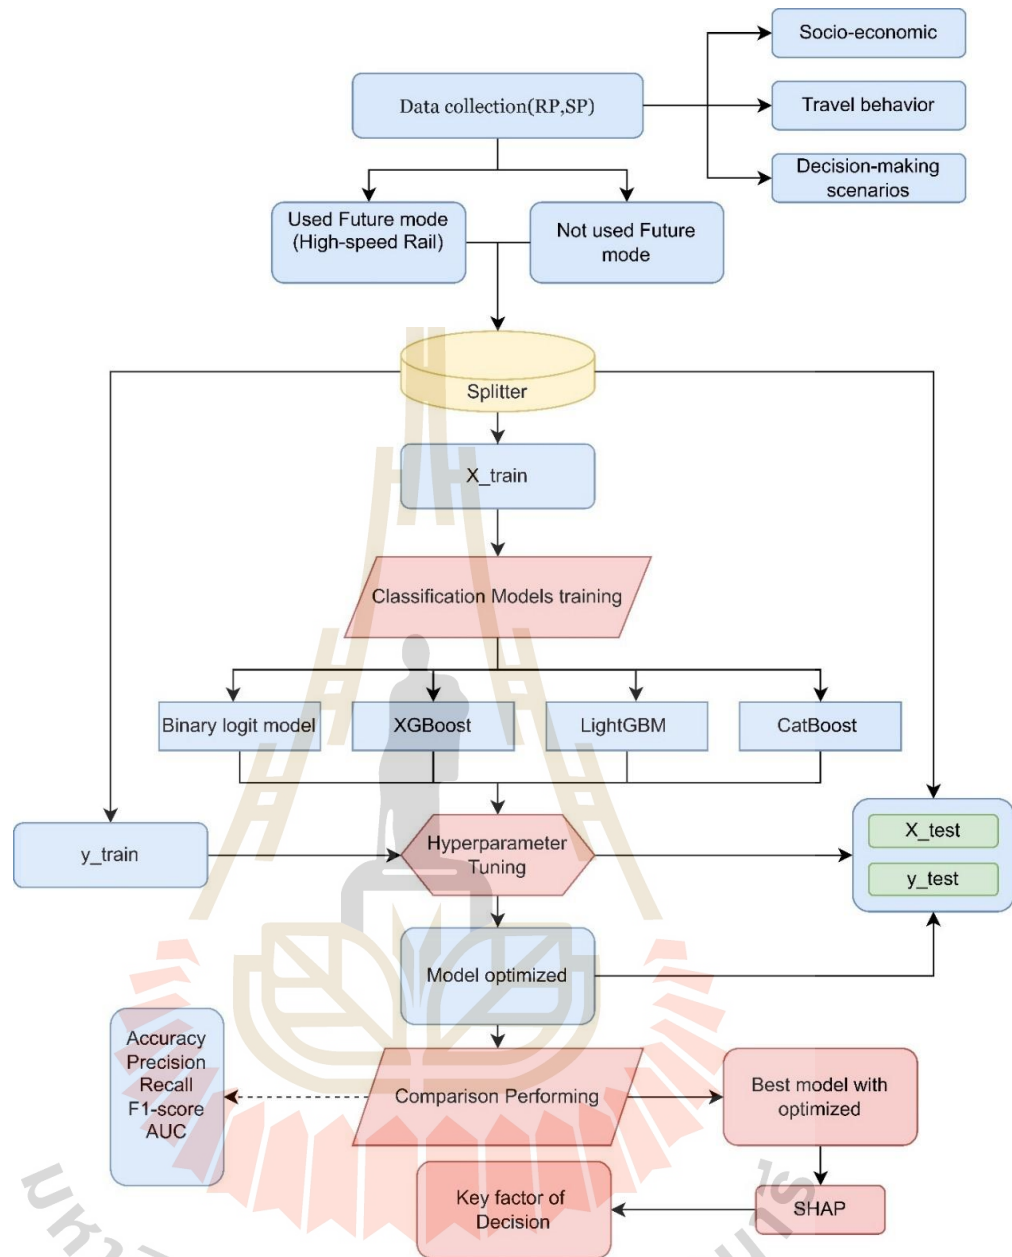 Socio-economic
Data collection(RP,SP)
Travel behavior
Decision-making
scenarios
Used Future mode
(High-speed Rail)
Not used Future
mode
Splitter
X_train
Classification Models training
Binary logit model
XGBoost
LightGBM
CatBoost
X_test
y_train
Hyperparameter
Tuning
y_test
Model optimized
Accuracy
Precision
Recall
F1-score
AUC
Comparison Performing
Best model with
optimized
Key factor of
Decision
SHAP